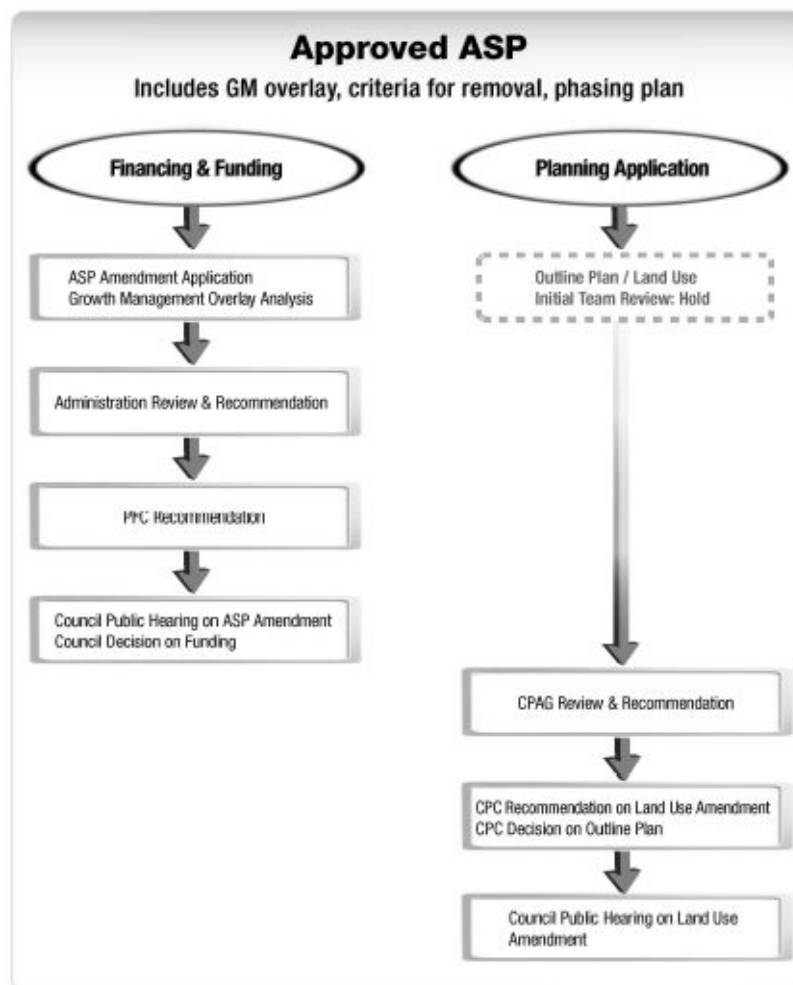 Approved ASP
Includes GM overlay, criteria for removal, phasing plan
Financing & Funding
ASP Amendment Application
Growth Management Overlay Analysis
Administration Review & Recommendation
PFC Recommendation
Council Public Hearing on ASP Amendment
Council Decision on Funding
Planning Application
Outline Plan / Land Use
Initial Team Review: Hold
CPAG Review & Recommendation
CPC Recommendation on Land Use Amendment
CPC Decision on Outline Plan
Council Public Hearing on Land Use
Amendment